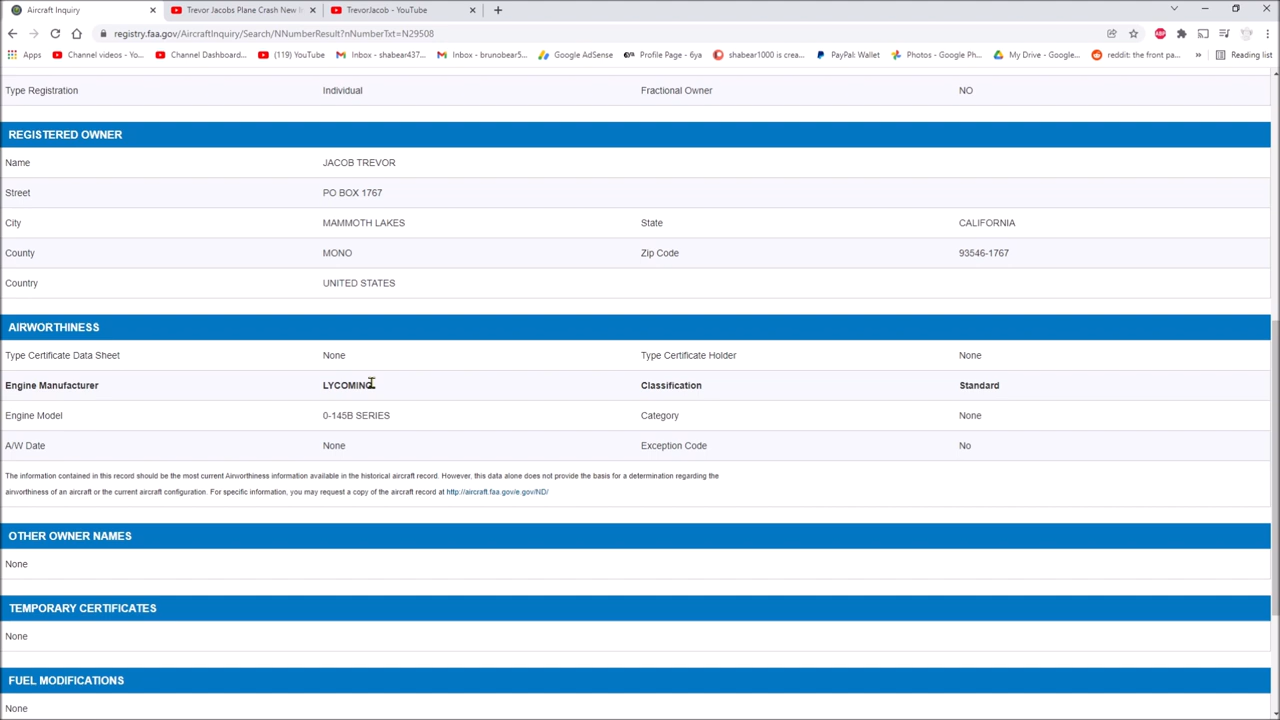 Aircraft Inquiry
Trevor Jacobs Plane Crash New I
TrevorJacob - YouTube
registry.faa.gov/AircraftInquiry/Search/NNumberResult?nNumberTxt=N29508
Apps Channel videos - Yo... Channel Dashboard... (119) YouTube Inbox - shabear437... Inbox - brunobear5... Google AdSense Profile Page - 6ya shabear1000 is crea... PayPal Wallet Photos - Google Ph... My Drive - Google... reddit: the front pa... » Reading list
Type Registration Individual Fractional Owner NO
REGISTERED OWNER
Name JACOB TREVOR
Street PO BOX 1767
City MAMMOTH LAKES State CALIFORNIA
County MONO Zip Code 93546-1767
Country UNITED STATES
AIRWORTHINESS
Type Certificate Data Sheet None Type Certificate Holder None
Engine Manufacturer LYCOMING Classification Standard
Engine Model 0-145B SERIES Category None
A/W Date None Exception Code No
The information contained in this record should be the most current Airworthiness information available in the historical aircraft record. However, this data alone does not provide the basis for a determination regarding the
airworthiness of an aircraft or the current aircraft configuration. For specific information, you may request a copy of the aircraft record at http://aircraft.faa.gov/e.gov/ND/
OTHER OWNER NAMES
None
TEMPORARY CERTIFICATES
None
FUEL MODIFICATIONS
None